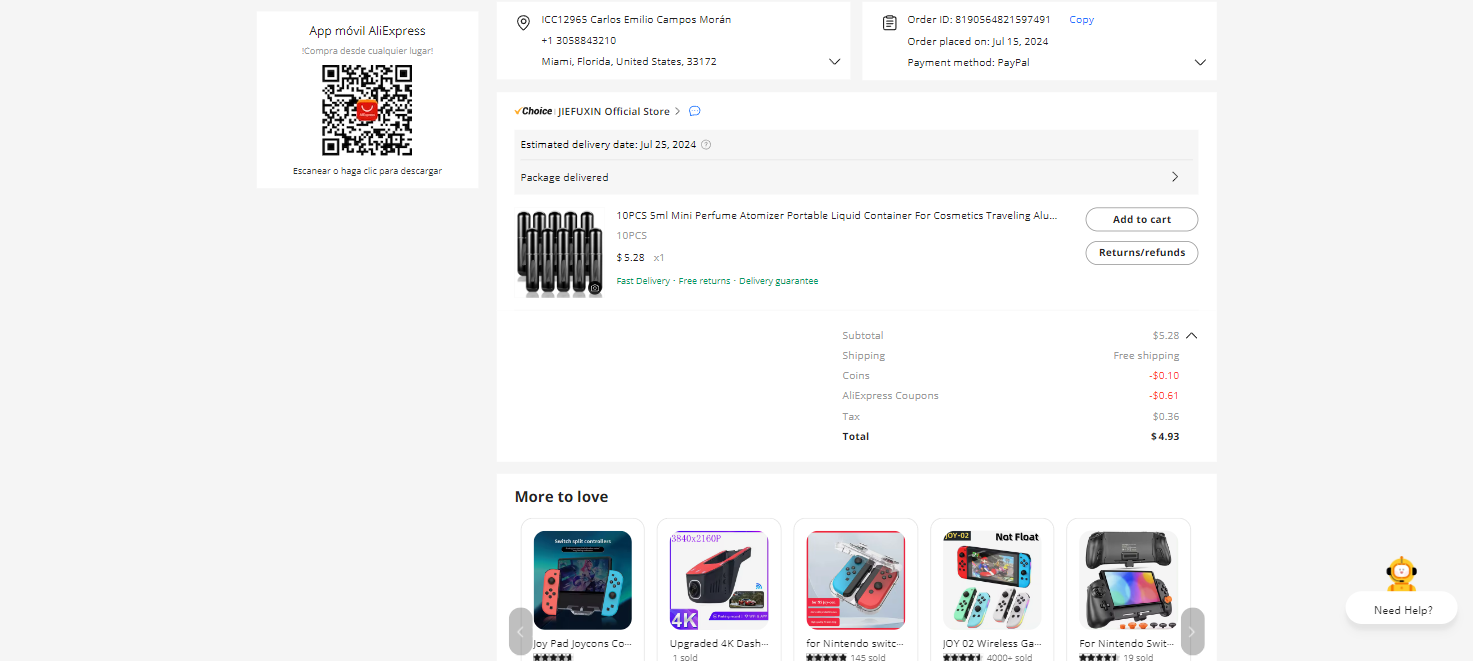 App móvil AliExpress
!Compra desde cualquier lugar!
Escanear o haga clic para descargar
ICC12965 Carlos Emilio Campos Morán
+1 3058843210
Miami, Florida, United States, 33172
Order ID: 8190564821597491 Copy
Order placed on: Jul 15, 2024
Payment method: PayPal
Choice | JIEFUXIN Official Store
Estimated delivery date: Jul 25, 2024
Package delivered
10PCS 5ml Mini Perfume Atomizer Portable Liquid Container For Cosmetics Traveling Alu...
10PCS
$5.28 x1
Fast Delivery · Free returns · Delivery guarantee
Add to cart
Returns/refunds
Subtotal $5.28
Shipping Free shipping
Coins -$0.10
AliExpress Coupons -$0.61
Tax $0.36
Total $4.93
More to love
Switch split controllers
Joy Pad Joycons Co...
3840x2160P
4K
Upgraded 4K Dash...
1 sold
for Nintendo switc...
145 sold
JOY-02
Not Float
JOY 02 Wireless Ga...
4000+ sold
For Nintendo Swit...
19 sold
Need Help?